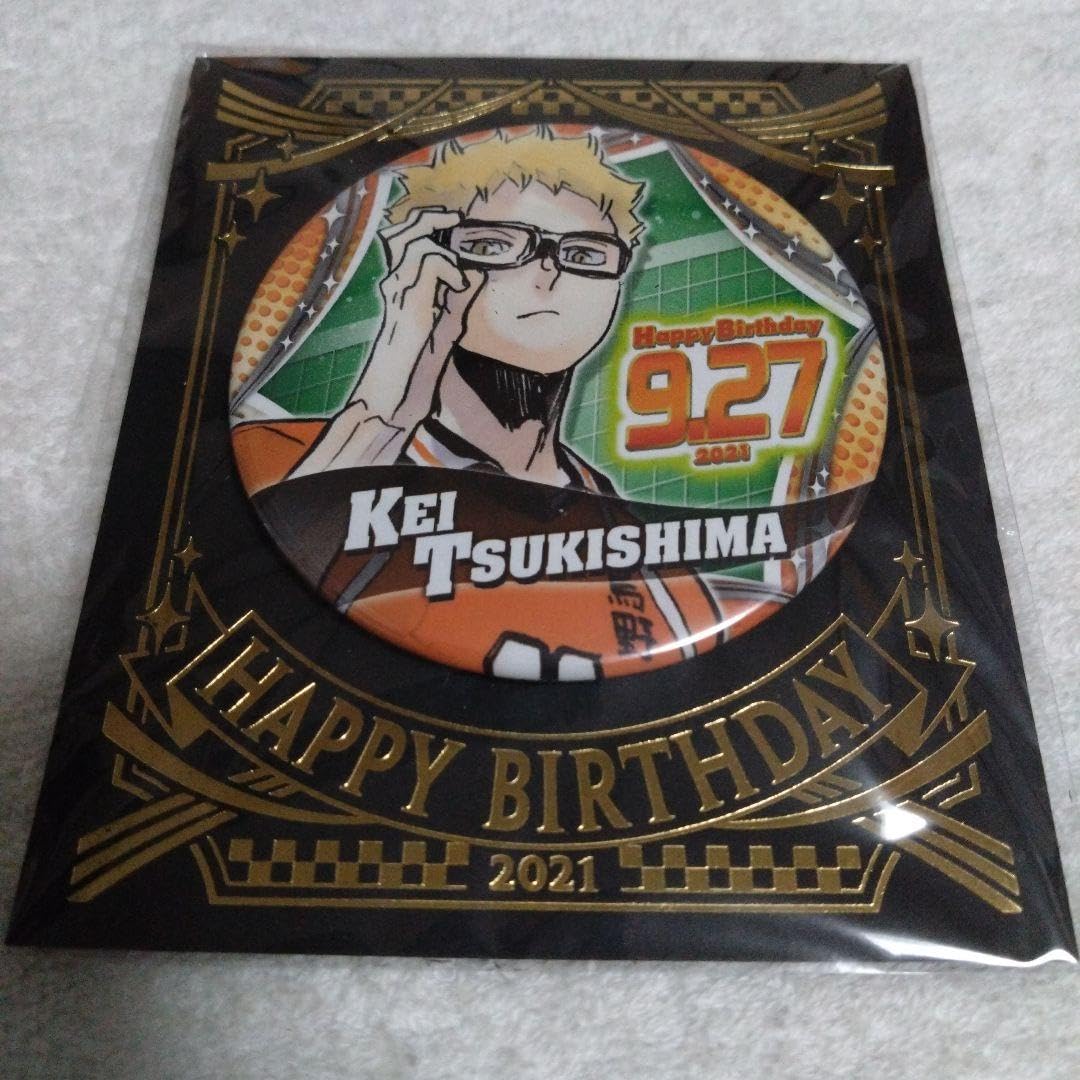 Happy Birthday
9.27
2021
KEI
TSUKISHIMA
HAPPY BIRTHDAY
2021